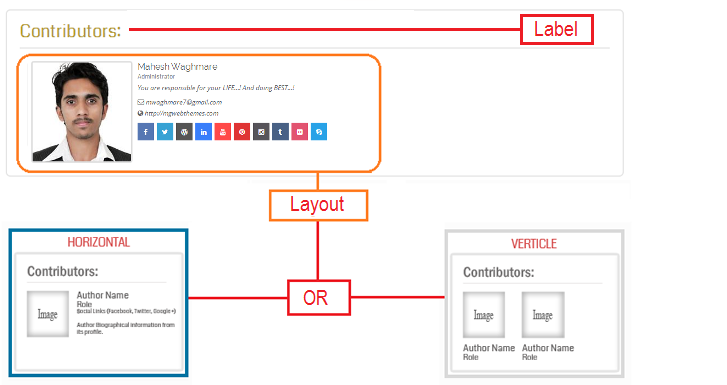 Contributors:
Label
Mahesh Waghmare
Administrator
You are responsible for your LIFE...! And doing BEST...!
mwaghmare7@gmail.com
http://mgwebthemes.com
Layout
HORIZONTAL
Contributors:
Image
Author Name
Role
Social Links (Facebook, Twitter, Google +)
Author Biographical Information from
its profile.
OR
VERTICLE
Contributors:
Image
Image
Author Name
Author Name
Role
Role